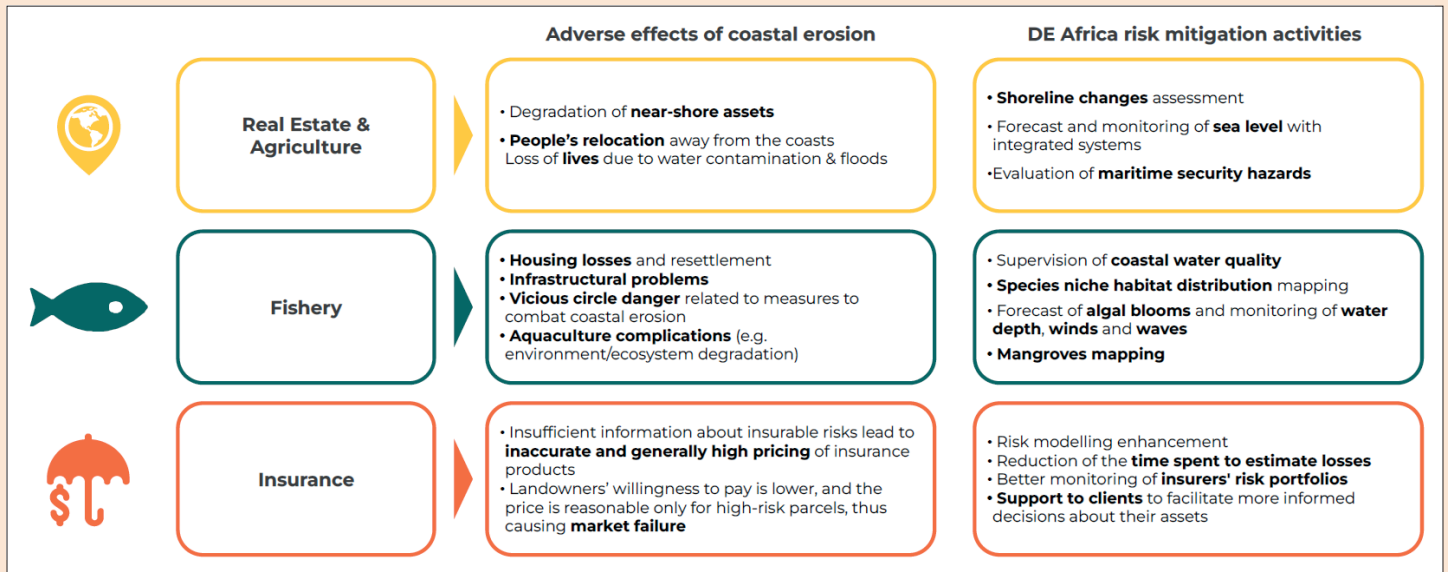 Adverse effects of coastal erosion
DE Africa risk mitigation activities
Real Estate &
Agriculture
• Degradation of near-shore assets
• People's relocation away from the coasts
Loss of lives due to water contamination & floods
• Shoreline changes assessment
• Forecast and monitoring of sea level with
integrated systems
•Evaluation of maritime security hazards
Fishery
• Housing losses and resettlement
• Infrastructural problems
• Vicious circle danger related to measures to
combat coastal erosion
• Aquaculture complications (e.g.
environment/ecosystem degradation)
• Supervision of coastal water quality
• Species niche habitat distribution mapping
• Forecast of algal blooms and monitoring of water
depth, winds and waves
• Mangroves mapping
$
Insurance
• Insufficient information about insurable risks lead to
inaccurate and generally high pricing of insurance
products
• Landowners' willingness to pay is lower, and the
price is reasonable only for high-risk parcels, thus
causing market failure
• Risk modelling enhancement
• Reduction of the time spent to estimate losses
• Better monitoring of insurers' risk portfolios
• Support to clients to facilitate more informed
decisions about their assets